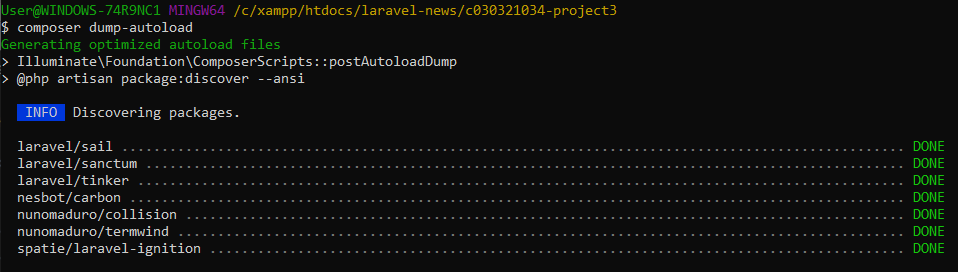 User@WINDOWS-74R9NC1 MINGW64 /c/xampp/htdocs/laravel-news/c030321034-project3
$ composer dump-autoload
Generating optimized autoload files
> Illuminate\Foundation\ComposerScripts::postAutoloadDump
> @php artisan package:discover --ansi
INFO Discovering packages.
laravel/sail ................................................................................................. DONE
laravel/sanctum .............................................................................................. DONE
laravel/tinker ............................................................................................... DONE
nesbot/carbon ................................................................................................ DONE
nunomaduro/collision ......................................................................................... DONE
nunomaduro/termwind .......................................................................................... DONE
spatie/laravel-ignition ...................................................................................... DONE